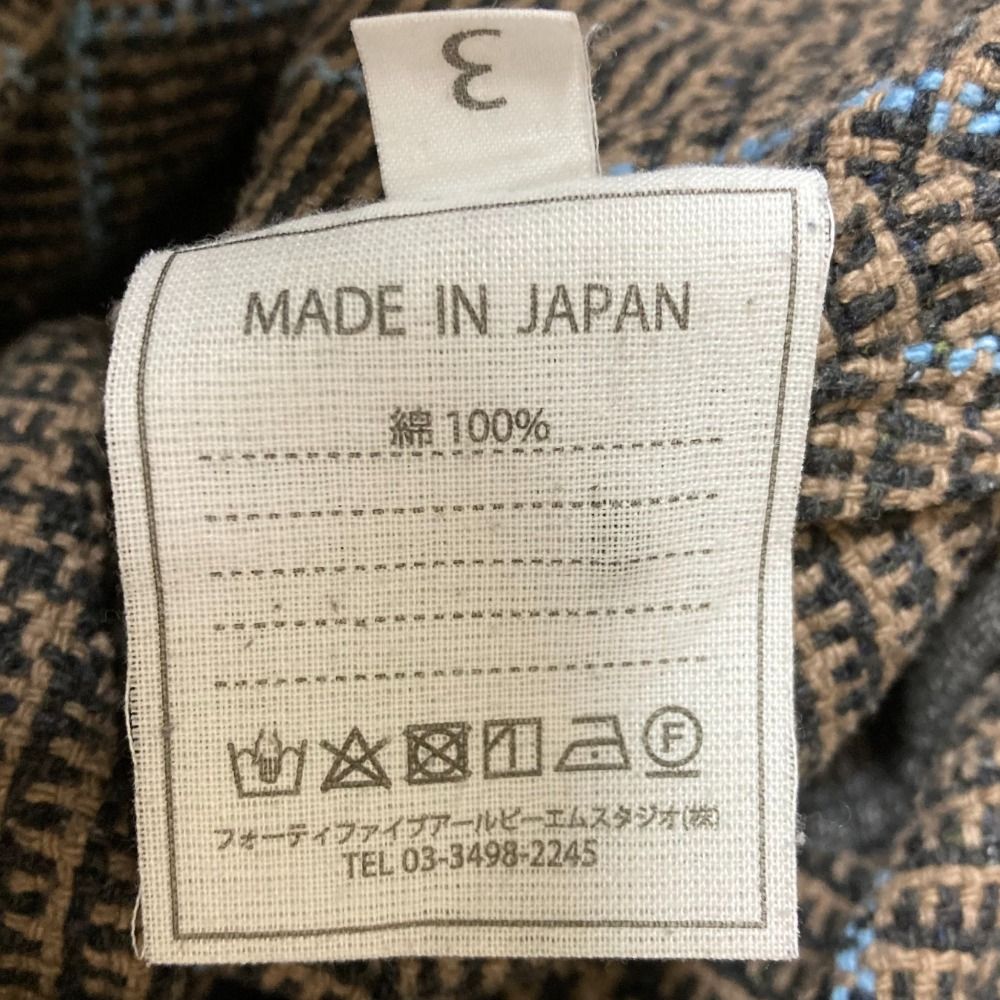 3
MADE IN JAPAN
綿 100%
F
フォーティファイブアールピーエムスタジオ(株)
TEL 03-3498-2245